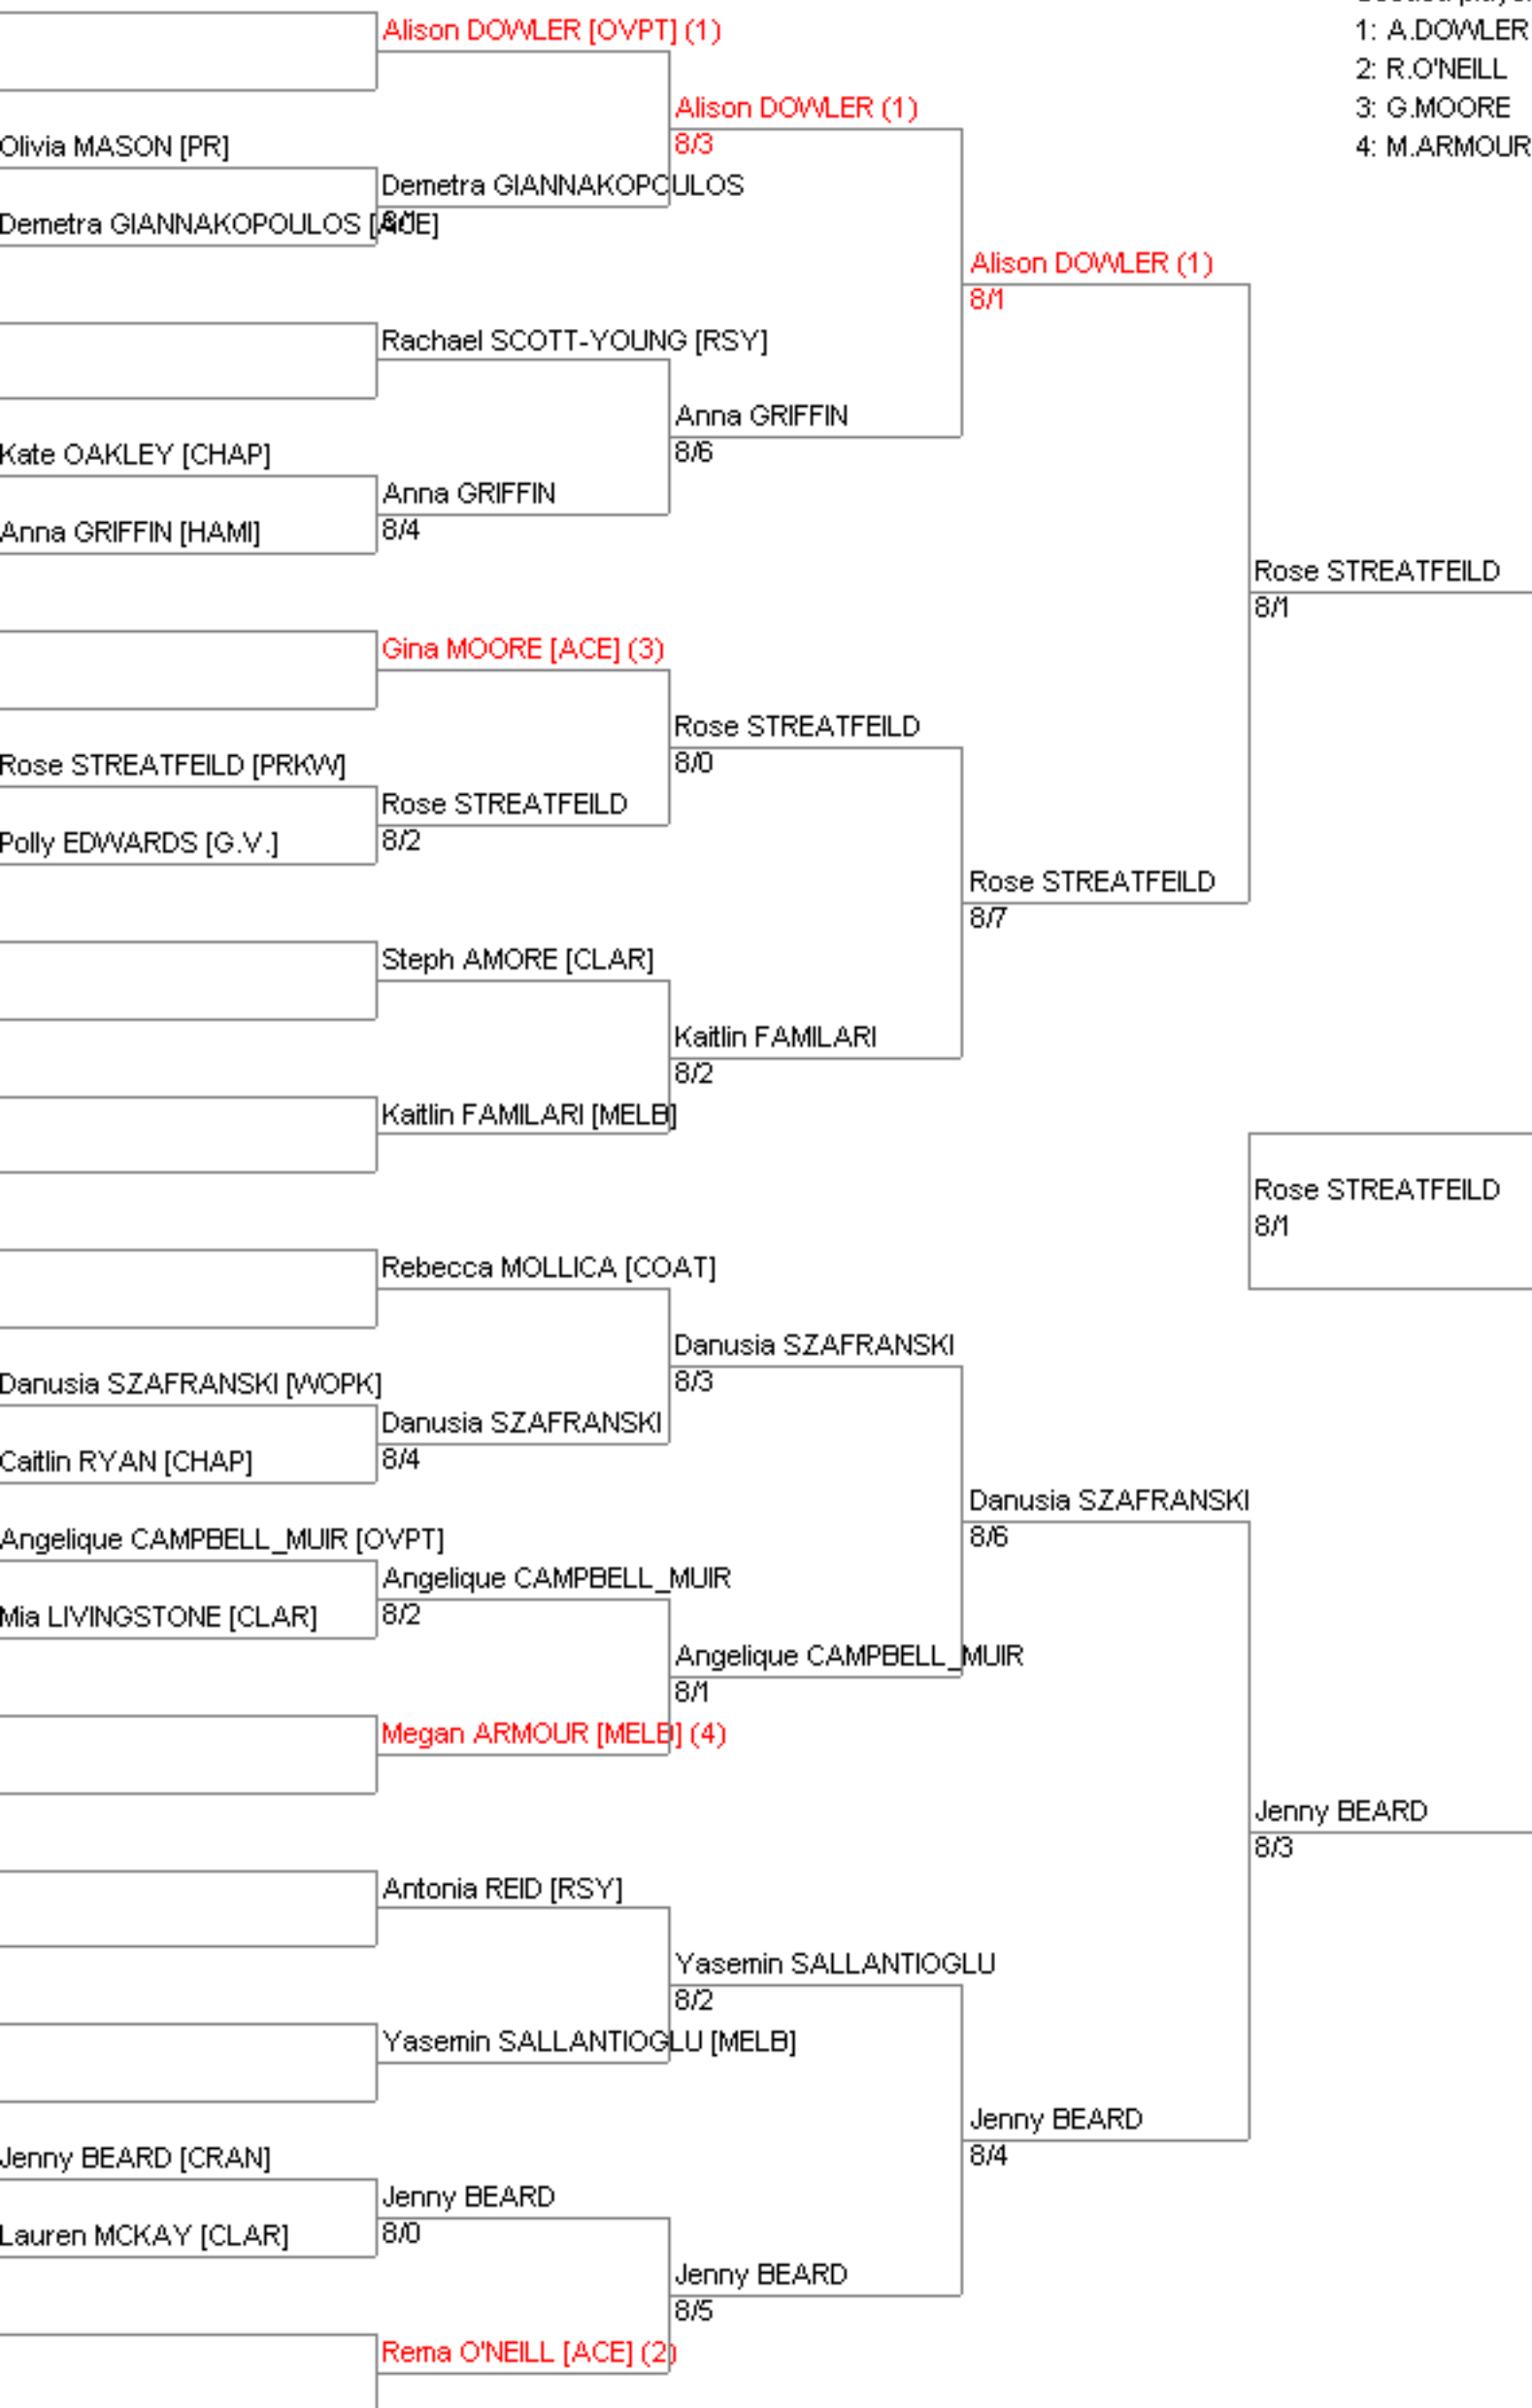 1: A.DOWLER
2: R.O'NEILL
3: G.MOORE
4: M.ARMOUR
Alison DOWLER [OVPT] (1)
Alison DOWLER (1)
8/3
Olivia MASON [PR]
Demetra GIANNAKOPOULOS
Demetra GIANNAKOPOULOS [ACE]
Alison DOWLER (1)
8/1
Rachael SCOTT-YOUNG [RSY]
Anna GRIFFIN
8/6
Kate OAKLEY [CHAP]
Anna GRIFFIN
8/4
Anna GRIFFIN [HAMI]
Rose STREATFEILD
8/1
Gina MOORE [ACE] (3)
Rose STREATFEILD
8/0
Rose STREATFEILD [PRKW]
Rose STREATFEILD
8/2
Polly EDWARDS [G.V.]
Rose STREATFEILD
8/7
Steph AMORE [CLAR]
Kaitlin FAMILARI
8/2
Kaitlin FAMILARI [MELB]
Rose STREATFEILD
8/1
Rebecca MOLLICA [COAT]
Danusia SZAFRANSKI
8/3
Danusia SZAFRANSKI [WOPK]
Danusia SZAFRANSKI
8/4
Caitlin RYAN [CHAP]
Danusia SZAFRANSKI
8/6
Angelique CAMPBELL_MUIR [OVPT]
Angelique CAMPBELL_MUIR
8/2
Mia LIVINGSTONE [CLAR]
Angelique CAMPBELL_MUIR
8/1
Megan ARMOUR [MELB] (4)
Jenny BEARD
8/3
Antonia REID [RSY]
Yasemin SALLANTIOGLU
8/2
Yasemin SALLANTIOGLU [MELB]
Jenny BEARD
8/4
Jenny BEARD [CRAN]
Jenny BEARD
8/0
Lauren MCKAY [CLAR]
Jenny BEARD
8/5
Rema O'NEILL [ACE] (2)